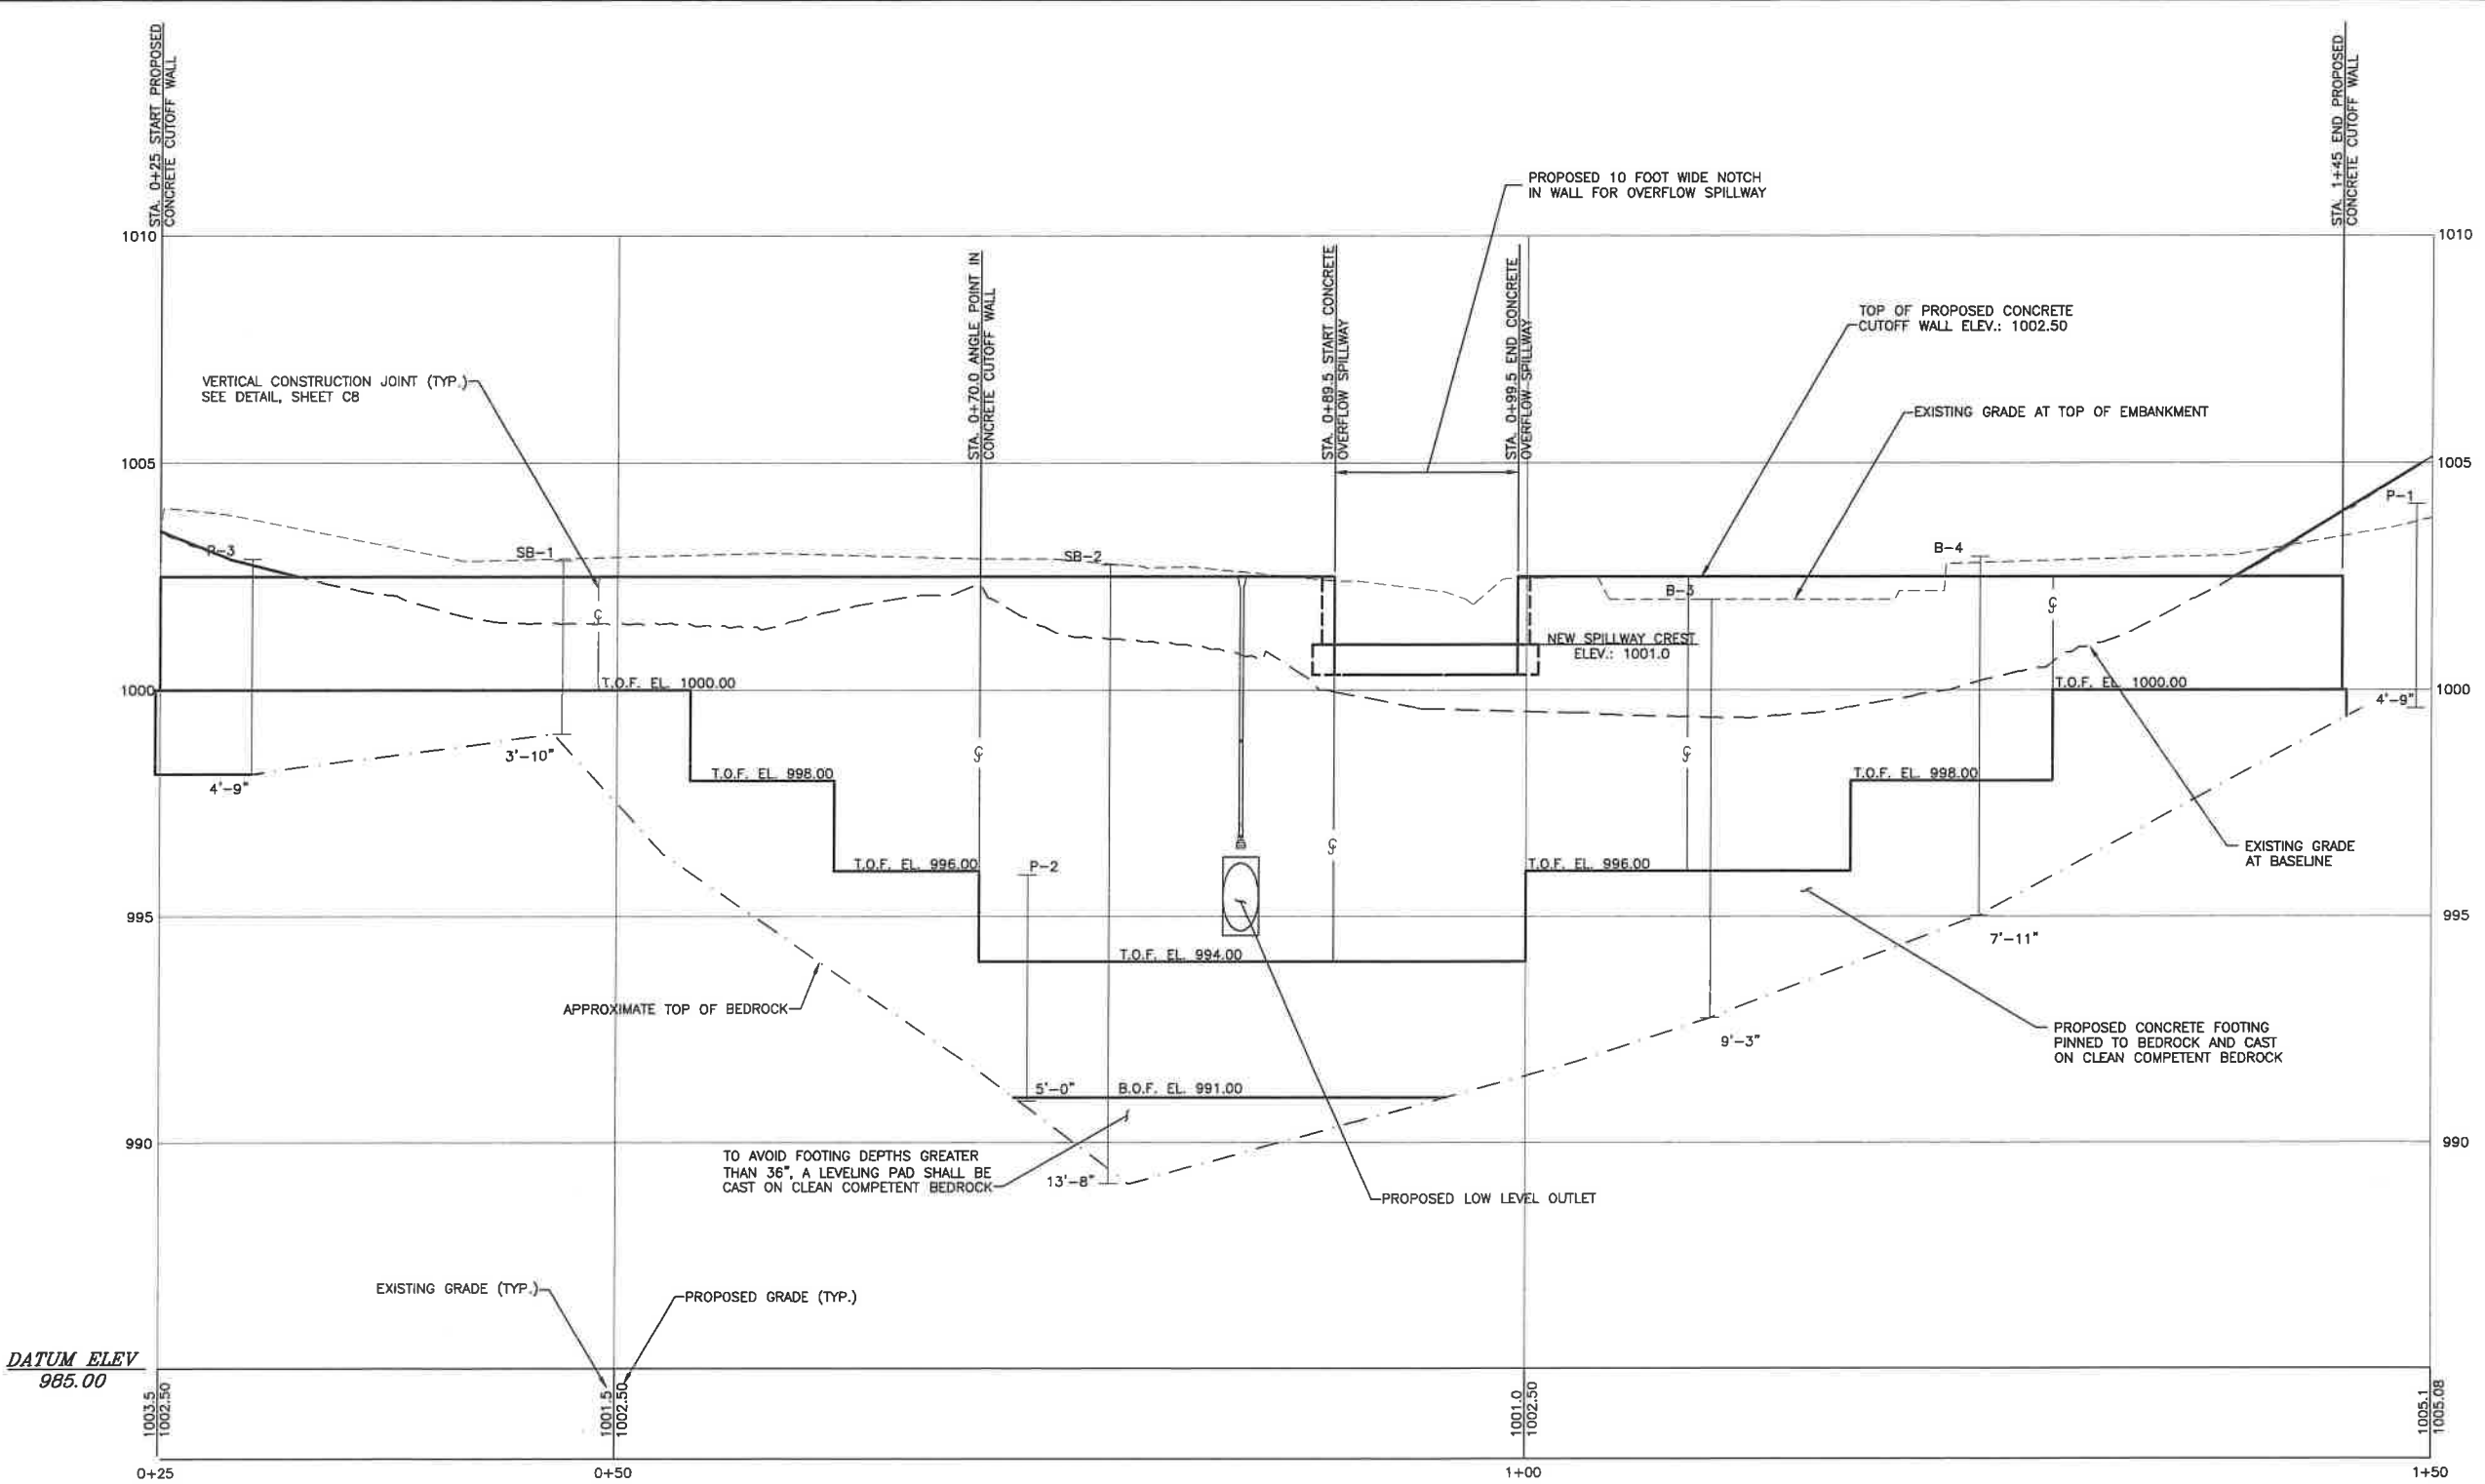 STA. 0+25 START PROPOSED
CONCRETE CUTOFF WALL
STA. 1+45 END PROPOSED
CONCRETE CUTOFF WALL
PROPOSED 10 FOOT WIDE NOTCH
IN WALL FOR OVERFLOW SPILLWAY
1010
1010
STA. 0+70.0 ANGLE POINT IN
CONCRETE CUTOFF WALL
STA. 0+89.5 START CONCRETE
OVERFLOW SPILLWAY
STA. 0+99.5 END CONCRETE
OVERFLOW SPILLWAY
TOP OF PROPOSED CONCRETE
CUTOFF WALL ELEV.: 1002.50
VERTICAL CONSTRUCTION JOINT (TYP.)
SEE DETAIL, SHEET C8
EXISTING GRADE AT TOP OF EMBANKMENT
1005
1005
P-1
P-3
SB-1
SB-2
B-4
B-3
NEW SPILLWAY CREST
ELEV.: 1001.0
1000
T.O.F. EL. 1000.00
T.O.F. EL. 1000.00
1000
4'-9"
3'-10"
4'-9"
T.O.F. EL. 998.00
T.O.F. EL. 998.00
T.O.F. EL. 996.00
P-2
T.O.F. EL. 996.00
EXISTING GRADE
AT BASELINE
995
995
7'-11"
T.O.F. EL. 994.00
APPROXIMATE TOP OF BEDROCK
9'-3"
PROPOSED CONCRETE FOOTING
PINNED TO BEDROCK AND CAST
ON CLEAN COMPETENT BEDROCK
5'-0"
B.O.F. EL. 991.00
990
990
TO AVOID FOOTING DEPTHS GREATER
THAN 36", A LEVELING PAD SHALL BE
CAST ON CLEAN COMPETENT BEDROCK
13'-8"
PROPOSED LOW LEVEL OUTLET
EXISTING GRADE (TYP.)
PROPOSED GRADE (TYP.)
DATUM ELEV
985.00
1003.5
1002.50
1001.5
1002.50
1001.0
1002.50
1005.1
1005.08
0+25
0+50
1+00
1+50